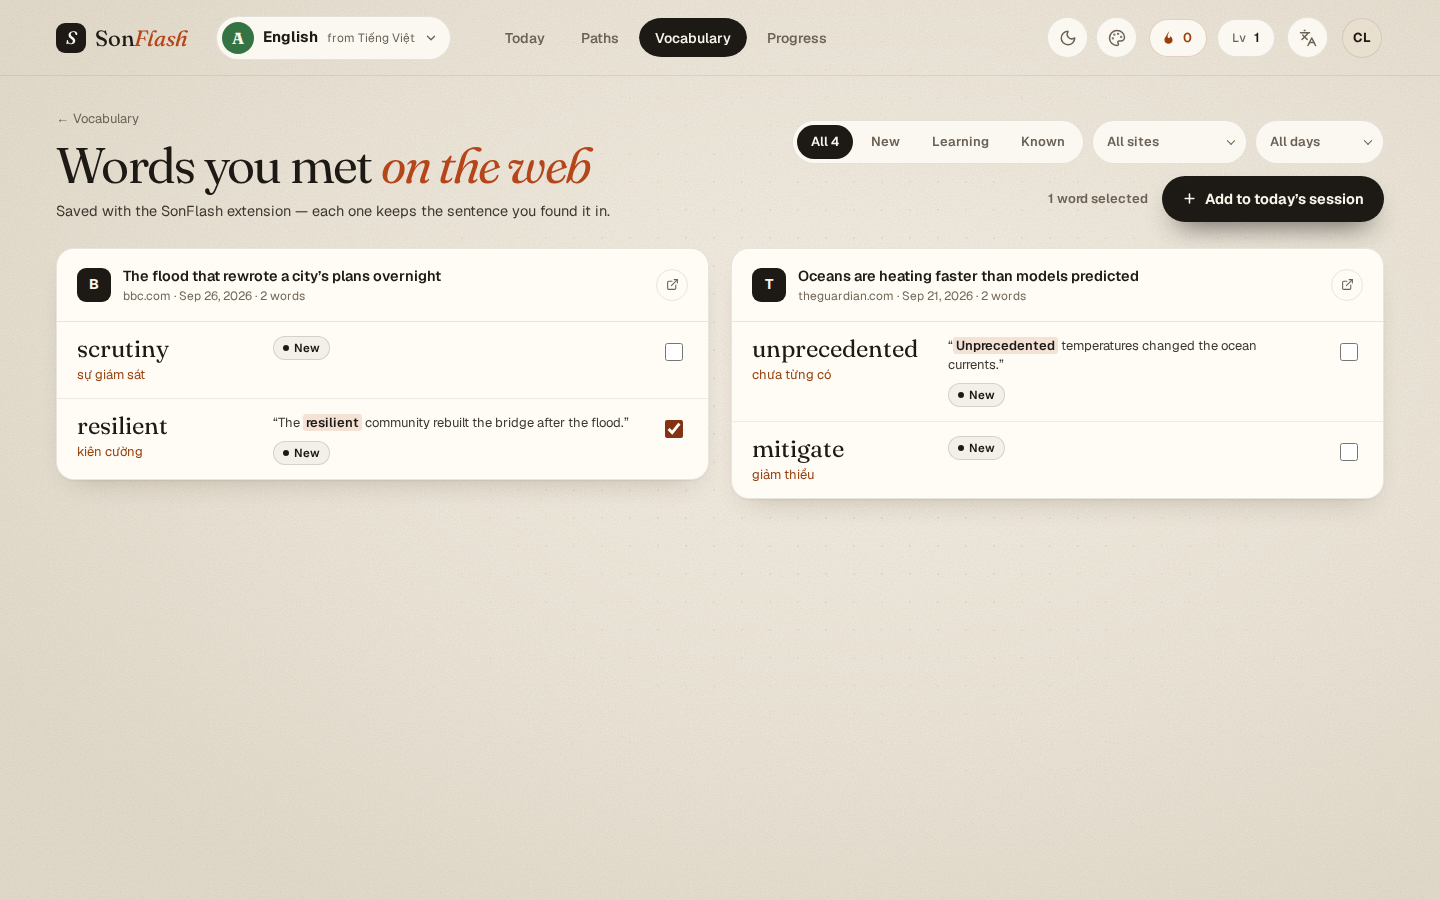 S SonFlash
A English from Tiếng Việt
Today Paths Vocabulary Progress
0
Lv 1
CL
← Vocabulary
Words you met on the web
Saved with the SonFlash extension — each one keeps the sentence you found it in.
All 4 New Learning Known
All sites
All days
1 word selected
+ Add to today’s session
B
The flood that rewrote a city’s plans overnight
bbc.com · Sep 26, 2026 · 2 words
scrutiny
sự giám sát
New
resilient
kiên cường
“The resilient community rebuilt the bridge after the flood.”
New
T
Oceans are heating faster than models predicted
theguardian.com · Sep 21, 2026 · 2 words
unprecedented
chưa từng có
“Unprecedented temperatures changed the ocean
currents.”
New
mitigate
giảm thiểu
New